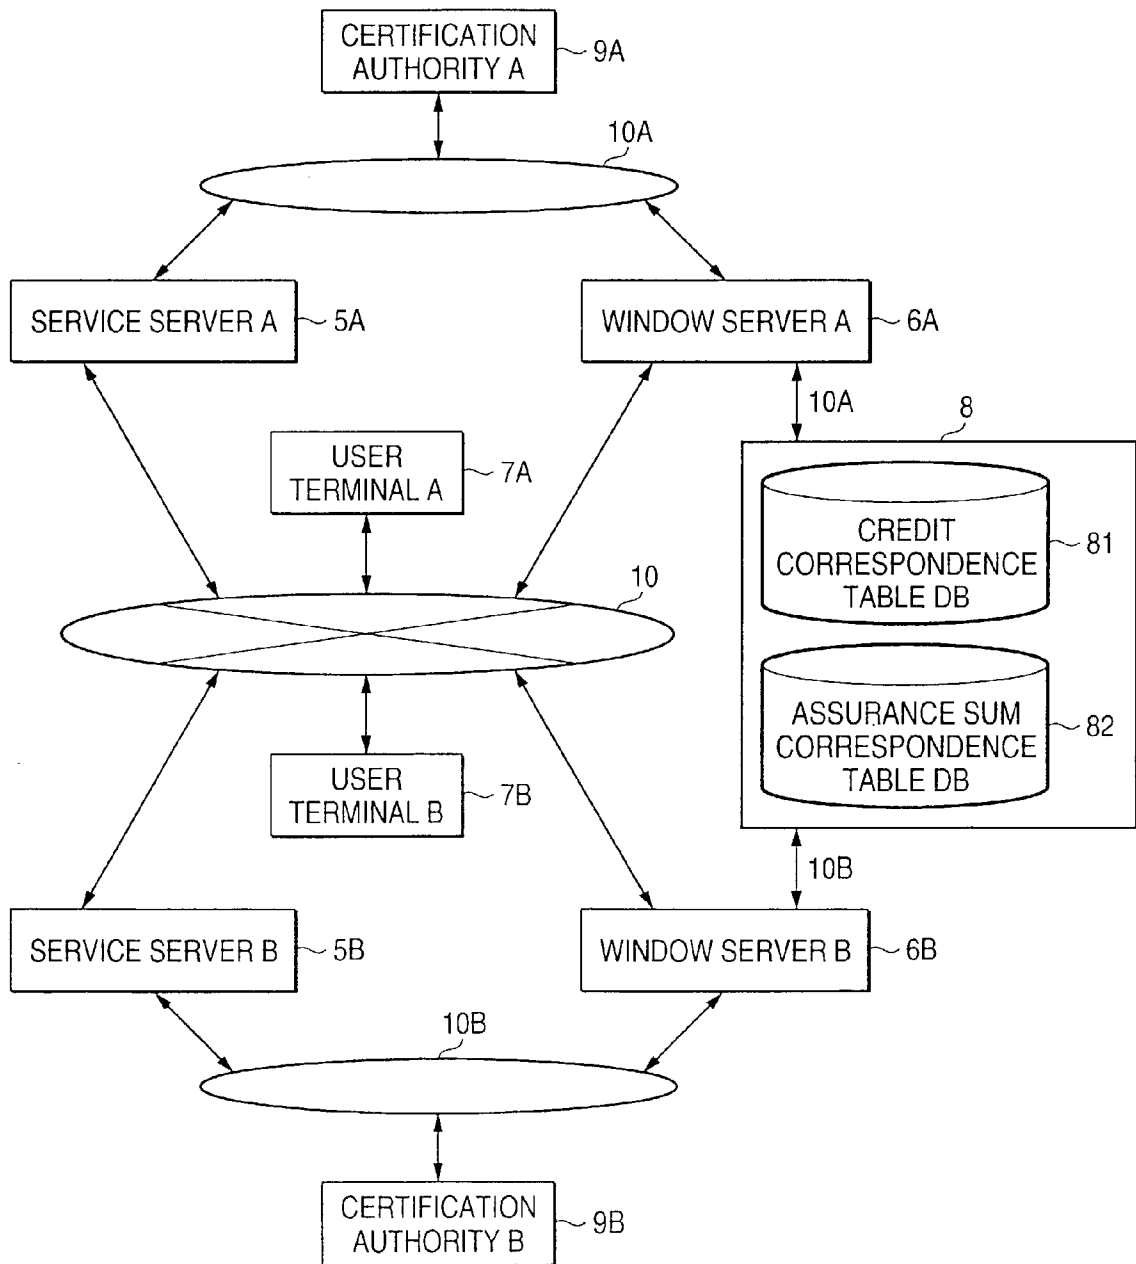 CERTIFICATION
AUTHORITY A
9A
10A
SERVICE SERVER A
5A
WINDOW SERVER A
6A
10A
8
USER
TERMINAL A
7A
CREDIT
CORRESPONDENCE
TABLE DB
81
10
ASSURANCE SUM
CORRESPONDENCE
TABLE DB
82
USER
TERMINAL B
7B
10B
SERVICE SERVER B
5B
WINDOW SERVER B
6B
10B
CERTIFICATION
AUTHORITY B
9B